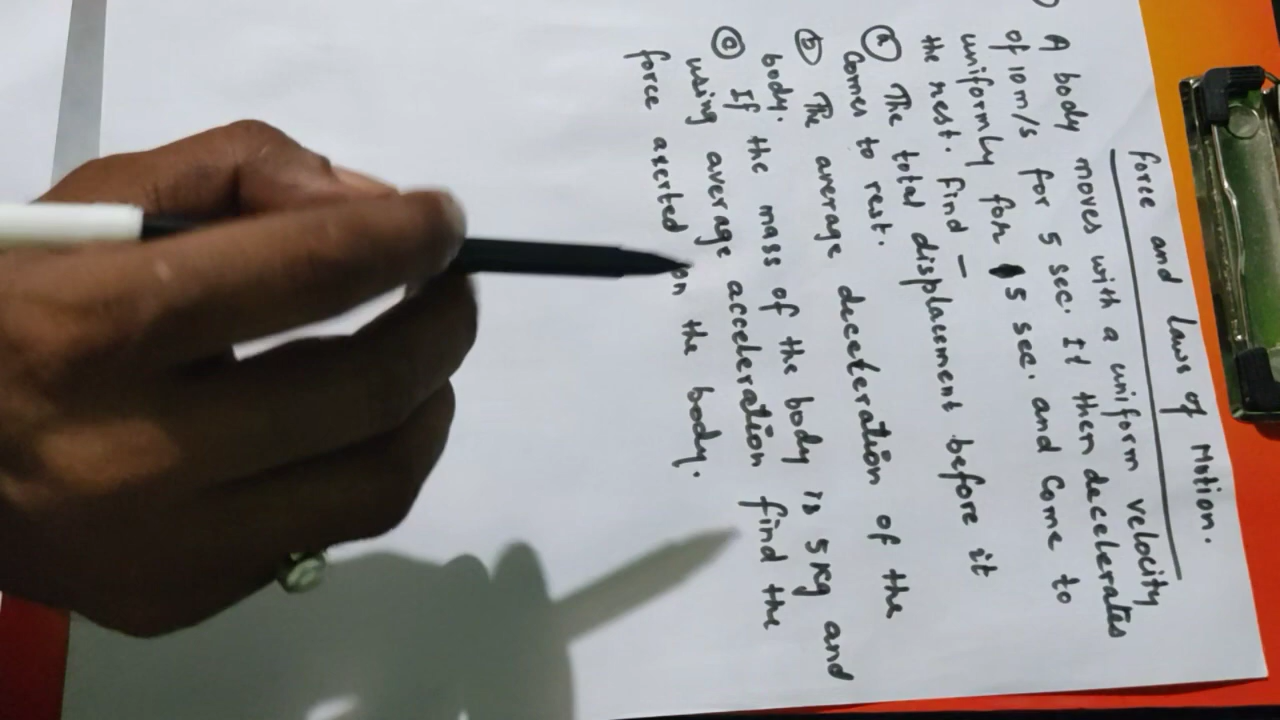 Force and Laws of Motion.
A body moves with a uniform velocity
of 10 m/s for 5 sec. It then decelerates
uniformly for 5 sec. and Come to
the rest. Find –
(a) The total displacement before it
Comes to rest.
(b) The average deceleration of the
body.
(c) If the mass of the body is 5 kg and
using average acceleration find the
force exerted on the body.